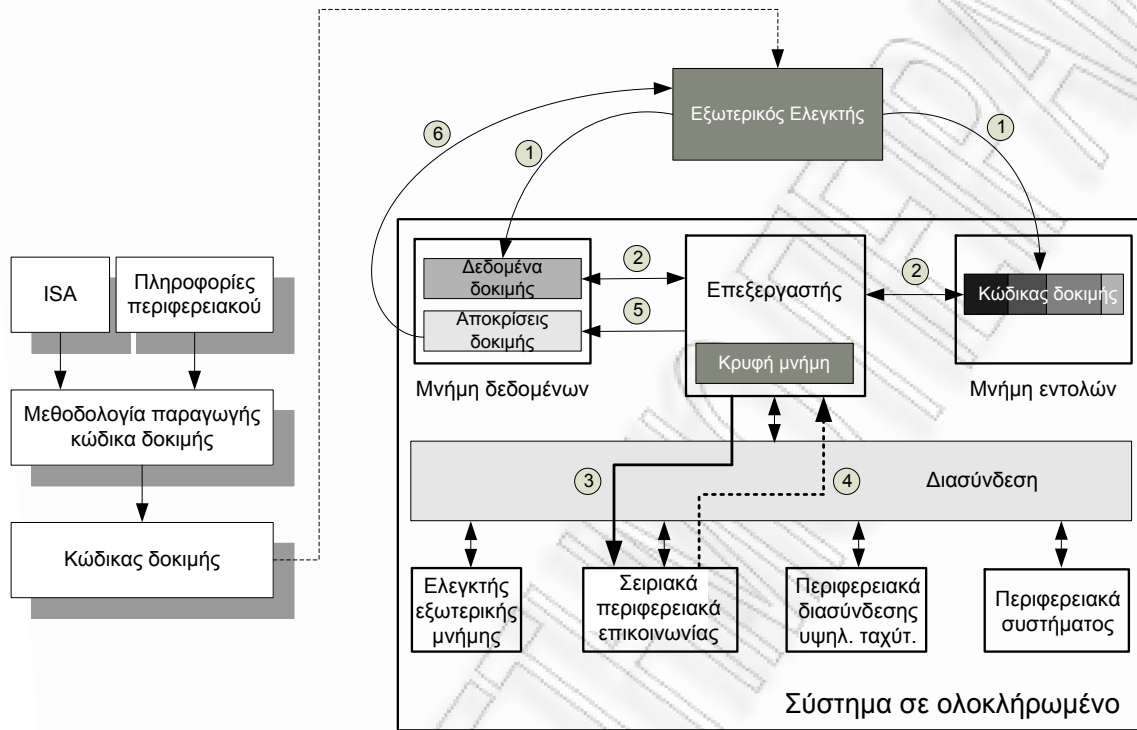 Εξωτερικός Ελεγκτής
6
1
1
ISA
Πληροφορίες
περιφερειακού
Μεθοδολογία παραγωγής
κώδικα δοκιμής
Κώδικας δοκιμής
Δεδομένα
δοκιμής
Αποκρίσεις
δοκιμής
Μνήμη δεδομένων
2
5
Επεξεργαστής
Κρυφή μνήμη
2
Κώδικας δοκιμής
Μνήμη εντολών
3
4
Διασύνδεση
Ελεγκτής
εξωτερικής
μνήμης
Σειριακά
περιφερειακά
επικοινωνίας
Περιφερειακά
διασύνδεσης
υψηλ. ταχύτ.
Περιφερειακά
συστήματος
Σύστημα σε ολοκλήρωμένο